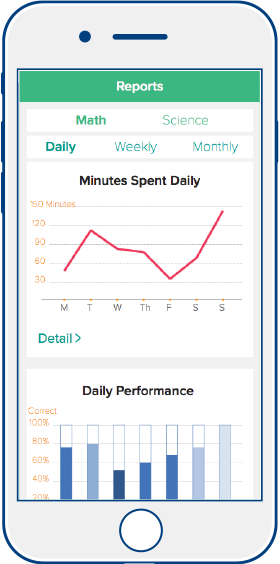 Reports
Math Science
Daily Weekly Monthly
Minutes Spent Daily
150 Minutes
120
90
60
30
M T W Th F S S
Detail >
Daily Performance
Correct
100%
80%
60%
40%
20%